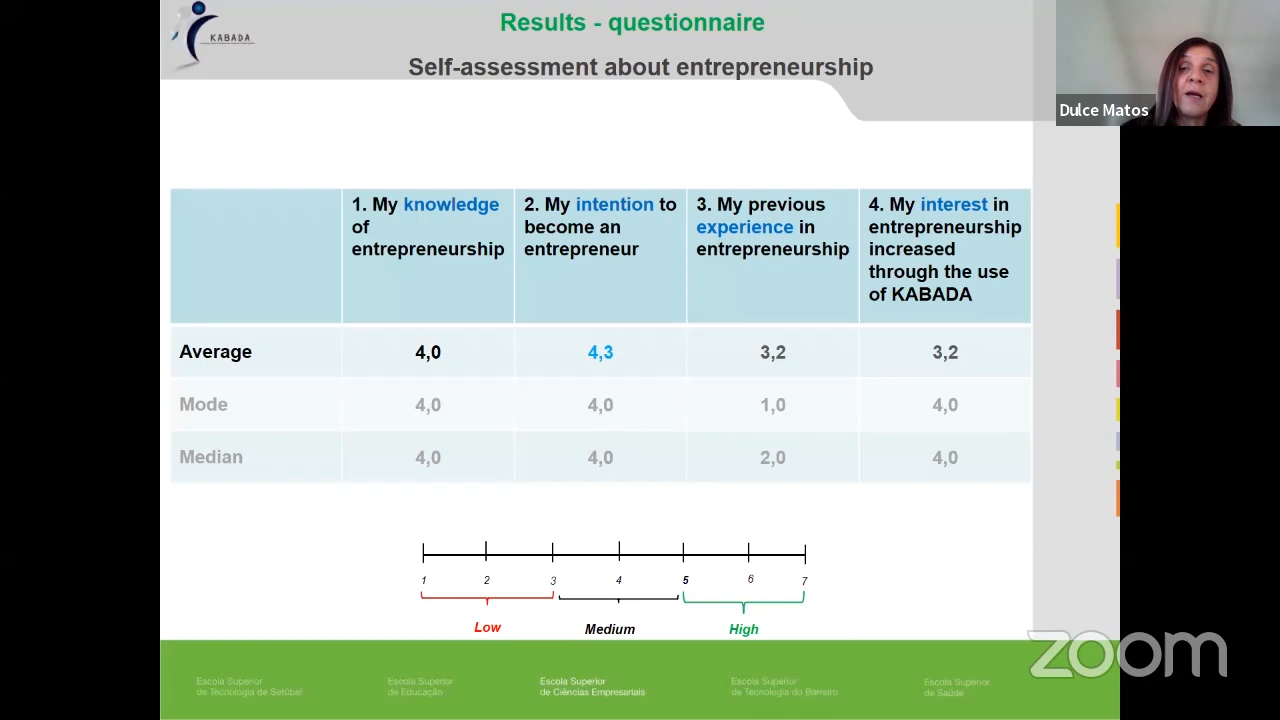 Results - questionnaire
KABADA
Self-assessment about entrepreneurship
Dulce Matos
1. My knowledge
of
entrepreneurship
2. My intention to
become an
entrepreneur
3. My previous
experience in
entrepreneurship
4. My interest in
entrepreneurship
increased
through the use
of KABADA
Average 4,0 4,3 3,2 3,2
Mode 4,0 4,0 1,0 4,0
Median 4,0 4,0 2,0 4,0
1 2 3 4 5 6 7
Low Medium High
zoom
Escola Superior
de Tecnologia de Setúbal
Escola Superior
de Educação
Escola Superior
de Ciências Empresariais
Escola Superior
de Tecnologia do Barreiro
Escola Superior
de Saúde